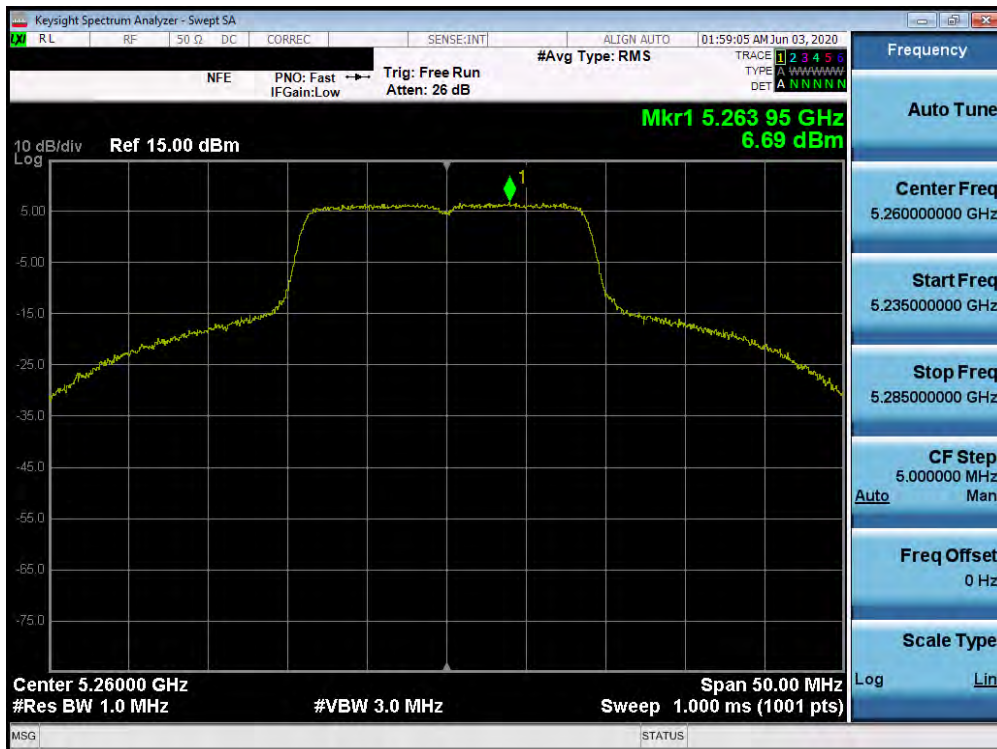 Keysight Spectrum Analyzer - Swept SA
LXI RL RF 50 Ω DC CORREC SENSE:INT ALIGN AUTO 01:59:05 AM Jun 03, 2020
Frequency
#Avg Type: RMS
TRACE 1 2 3 4 5 6
NFE PNO: Fast Trig: Free Run
TYPE A WWWWW
IFGain:Low Atten: 26 dB
DET A N N N N N
Auto Tune
Mkr1 5.263 95 GHz
6.69 dBm
10 dB/div Ref 15.00 dBm
Log
1
5.00
-5.00
-15.0
-25.0
-35.0
-45.0
-55.0
-65.0
-75.0
Center 5.26000 GHz Span 50.00 MHz
#Res BW 1.0 MHz #VBW 3.0 MHz Sweep 1.000 ms (1001 pts)
Center Freq
5.260000000 GHz
Start Freq
5.235000000 GHz
Stop Freq
5.285000000 GHz
CF Step
5.000000 MHz
Auto Man
Freq Offset
0 Hz
Scale Type
Log Lin
MSG STATUS